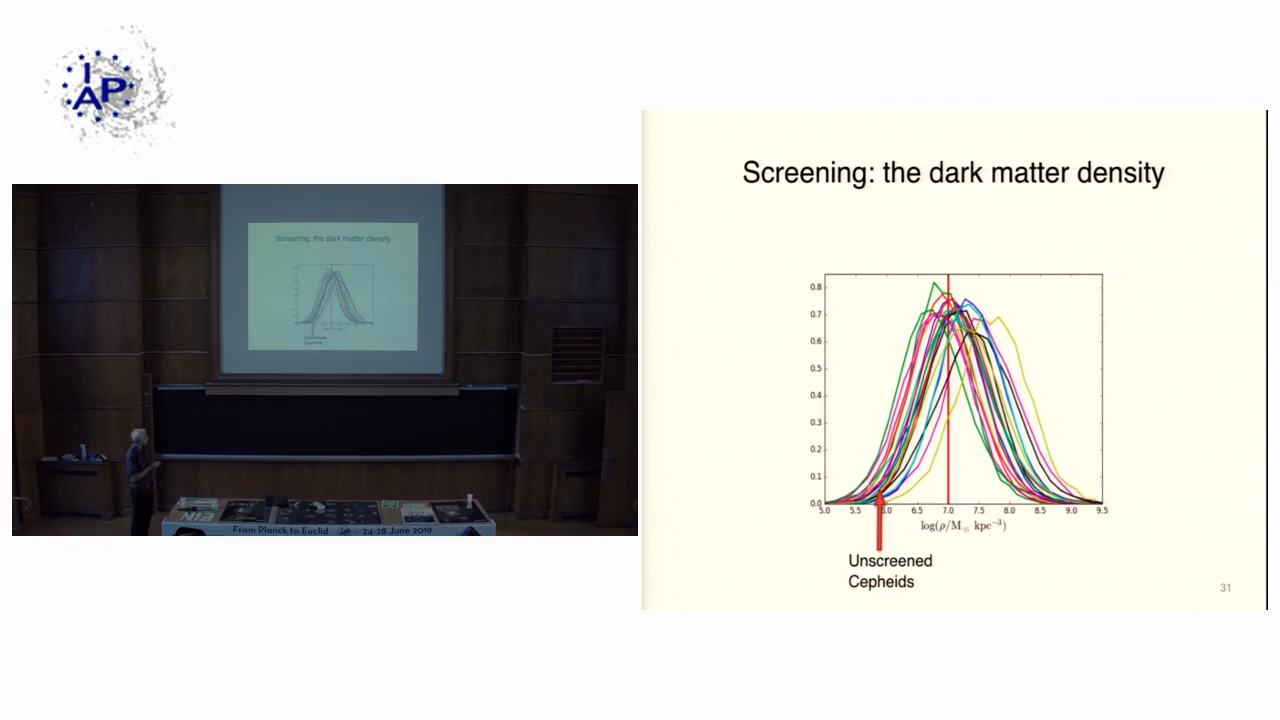 I
AP
Screening: the dark matter density
Unscreened
Cepheids
From Planck to Euclid
24-28 June 2019
Screening: the dark matter density
0.8
0.7
0.6
0.5
0.4
0.3
0.2
0.1
0.0
5.0 5.5 6.0 6.5 7.0 7.5 8.0 8.5 9.0 9.5
log(ρ/M☉ kpc⁻³)
Unscreened
Cepheids
31